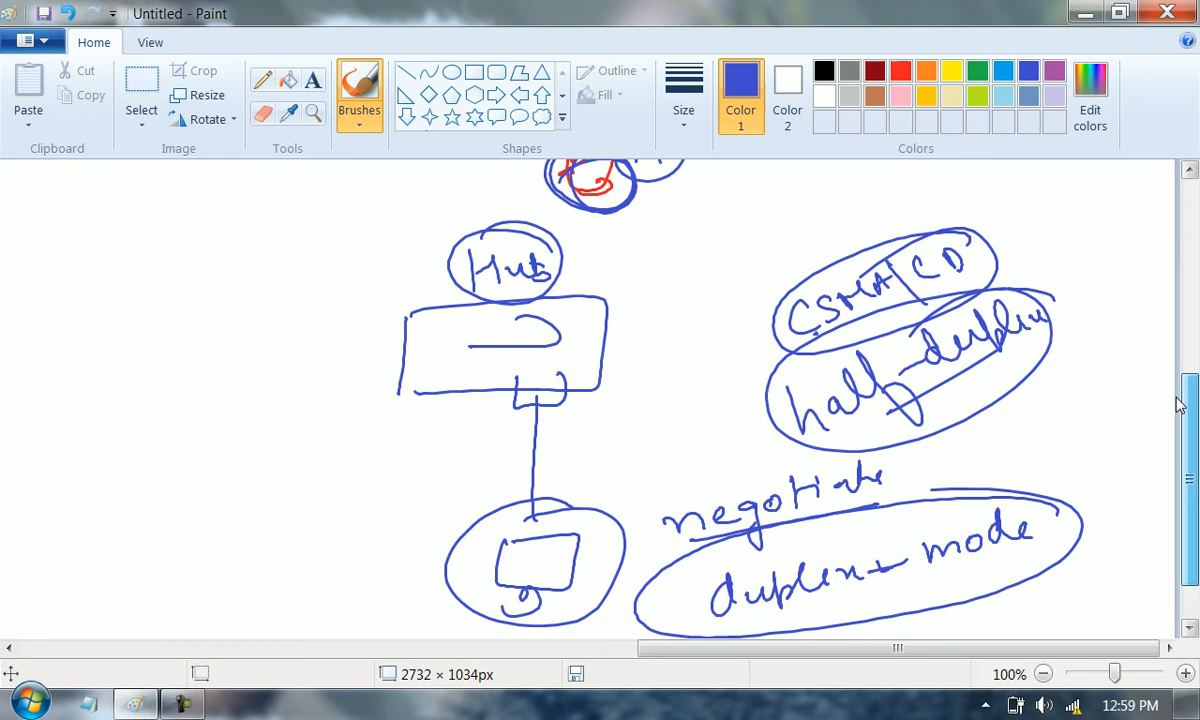 Untitled - Paint
Home View
Cut
Copy
Paste
Clipboard
Crop
Resize
Rotate
Select
Image
A
Tools
Brushes
Outline
Fill
Shapes
Size
Color 1
Color 2
Edit colors
Colors
Hub
CSMA/CD
half-duplex
negotiate
duplex mode
2732 × 1034px
100%
12:59 PM